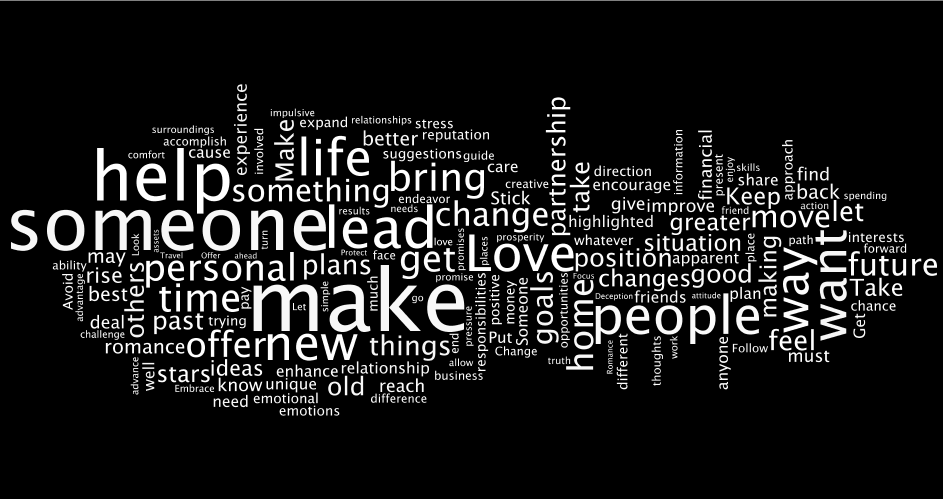 impulsive
experience
involved
Make
expand
relationships
stress
surroundings
accomplish
cause
comfort
help
life
better
reputation
suggestions
guide
care
partnership
something
bring
endeavor
creative
Stick
take
direction
encourage
information
financial
present
enjoy
skills
share
approach
find
back
spending
action
someone
lead
results
needs
change
highlighted
give
improve
friend
Keep
greater
move
let
Look
assets
turn
love
promises
places
prosperity
whatever
situation
place
path
interests
forward
may
Travel
Offer
ahead
Protect
face
get
Love
position
apparent
making
way
want
future
ability
rise
others
personal
plans
promise
Focus
changes
good
Avoid
advantage
best
time
pay
Let
simple
much
make
go
responsibilities
positive
money
Someone
goals
opportunities
home
Deception
friends
attitude
plan
Take
chance
Get
deal
challenge
past
trying
people
end
pressure
Put
Change
romance
offer
new
things
allow
business
truth
Romance
different
thoughts
work
anyone
Follow
feel
must
advance
well
stars
ideas
enhance
relationship
Embrace
know
unique
old
reach
need
emotional
difference
emotions